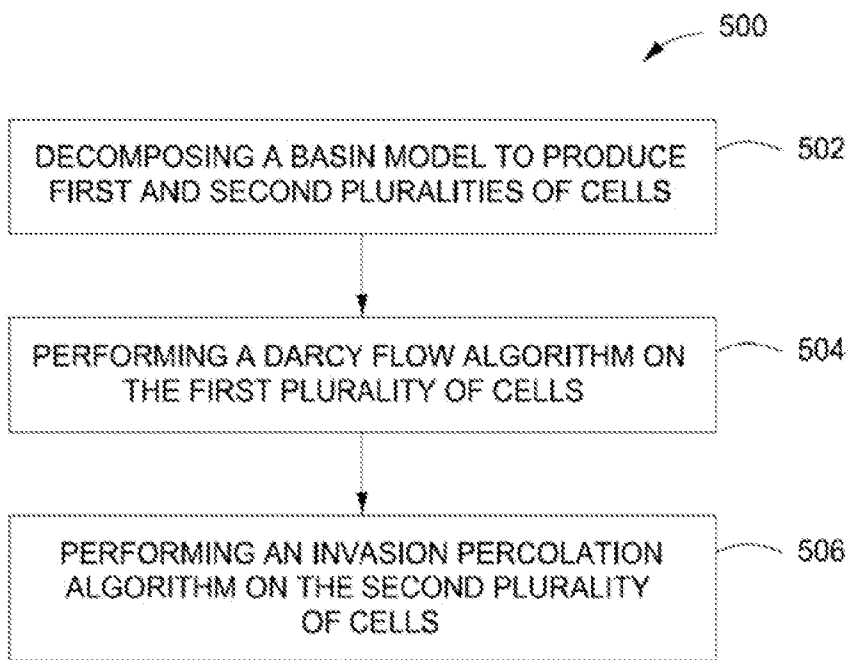 500
DECOMPOSING A BASIN MODEL TO PRODUCE
FIRST AND SECOND PLURALITIES OF CELLS
502
PERFORMING A DARCY FLOW ALGORITHM ON
THE FIRST PLURALITY OF CELLS
504
PERFORMING AN INVASION PERCOLATION
ALGORITHM ON THE SECOND PLURALITY
OF CELLS
506